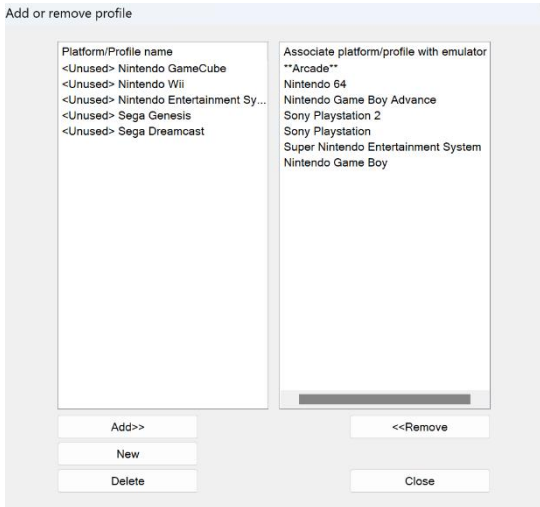 Add or remove profile
Platform/Profile name
<Unused> Nintendo GameCube
<Unused> Nintendo Wii
<Unused> Nintendo Entertainment Sy...
<Unused> Sega Genesis
<Unused> Sega Dreamcast
Associate platform/profile with emulator
**Arcade**
Nintendo 64
Nintendo Game Boy Advance
Sony Playstation 2
Sony Playstation
Super Nintendo Entertainment System
Nintendo Game Boy
Add>>
<<Remove
New
Delete
Close